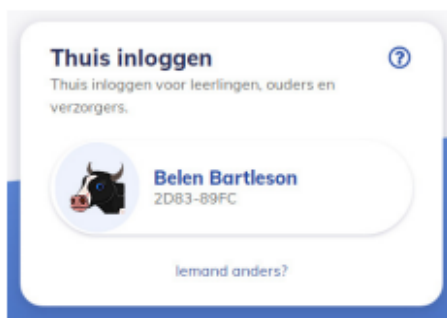 Thuis inloggen
Thuis inloggen voor leerlingen, ouders en
verzorgers.
Belen Bartleson
2D83-89FC
Iemand anders?